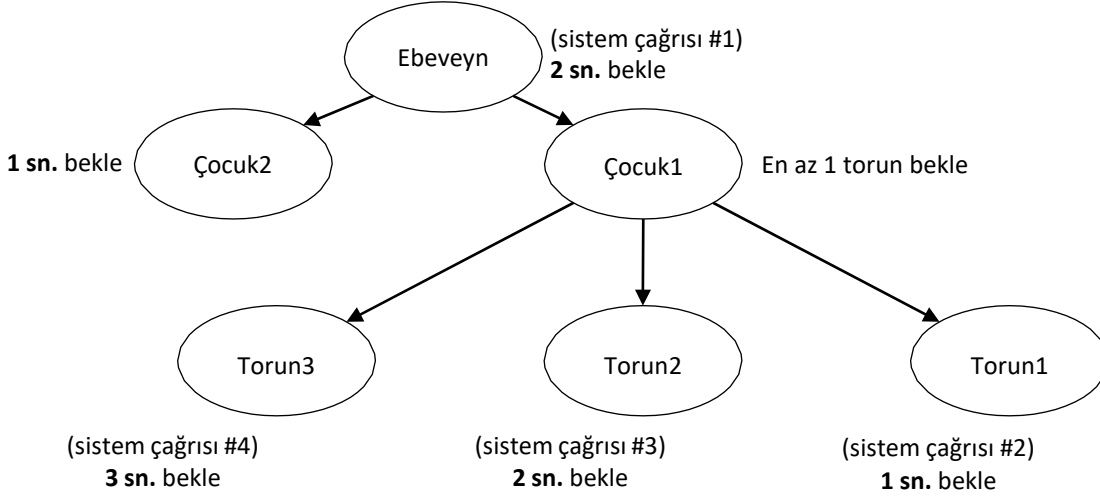 Ebeveyn
(sistem çağrısı #1)
2 sn. bekle
1 sn. bekle
Çocuk2
Çocuk1
En az 1 torun bekle
Torun3
Torun2
Torun1
(sistem çağrısı #4)
3 sn. bekle
(sistem çağrısı #3)
2 sn. bekle
(sistem çağrısı #2)
1 sn. bekle